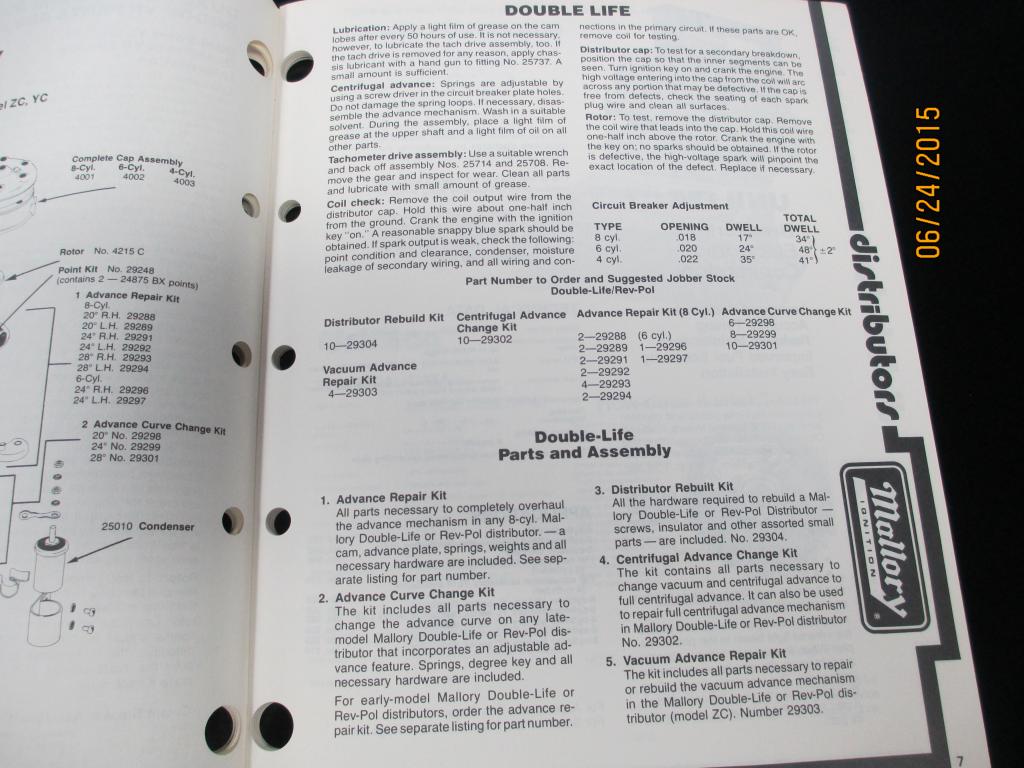 el ZC, YC
Complete Cap Assembly
8-Cyl. 6-Cyl. 4-Cyl.
4001 4002 4003
Rotor No. 4215 C
Point Kit No. 29248
(contains 2 — 24875 BX points)
1 Advance Repair Kit
8-Cyl.
20° R.H. 29288
20° L.H. 29289
24° R.H. 29291
24° L.H. 29292
28° R.H. 29293
28° L.H. 29294
6-Cyl.
24° R.H. 29296
24° L.H. 29297
2 Advance Curve Change Kit
20° No. 29298
24° No. 29299
28° No. 29301
25010 Condenser
DOUBLE LIFE
Lubrication: Apply a light film of grease on the cam
lobes after every 50 hours of use. It is not necessary,
however, to lubricate the tach drive assembly, too. If
the tach drive is removed for any reason, apply chas-
sis lubricant with a hand gun to fitting No. 25737. A
small amount is sufficient.
Centrifugal advance: Springs are adjustable by
using a screw driver in the circuit breaker plate holes.
Do not damage the spring loops. If necessary, disas-
semble the advance mechanism. Wash in a suitable
solvent. During the assembly, place a light film of
grease at the upper shaft and a light film of oil on all
other parts.
Tachometer drive assembly: Use a suitable wrench
and back off assembly Nos. 25714 and 25708. Re-
move the gear and inspect for wear. Clean all parts
and lubricate with small amount of grease.
Coil check: Remove the coil output wire from the
distributor cap. Hold this wire about one-half inch
from the ground. Crank the engine with the ignition
key "on." A reasonable snappy blue spark should be
obtained. If spark output is weak, check the following:
point condition and clearance, condenser, moisture
leakage of secondary wiring, and all wiring and con-
nections in the primary circuit. If these parts are OK,
remove coil for testing.
Distributor cap: To test for a secondary breakdown,
position the cap so that the inner segments can be
seen. Turn ignition key on and crank the engine. The
high voltage entering into the cap from the coil will arc
across any portion that may be defective. If the cap is
free from defects, check the seating of each spark
plug wire and clean all surfaces.
Rotor: To test, remove the distributor cap. Remove
the coil wire that leads into the cap. Hold this coil wire
one-half inch above the rotor. Crank the engine with
the key on; no sparks should be obtained. If the rotor
is defective, the high-voltage spark will pinpoint the
exact location of the defect. Replace if necessary.
Circuit Breaker Adjustment
TOTAL
TYPE OPENING DWELL DWELL
8 cyl. .018 17° 34°
6 cyl. .020 24° 48° ±2°
4 cyl. .022 35° 41°
Part Number to Order and Suggested Jobber Stock
Double-Life/Rev-Pol
Distributor Rebuild Kit
10—29304
Vacuum Advance
Repair Kit
4—29303
Centrifugal Advance
Change Kit
10—29302
Advance Repair Kit (8 Cyl.)
2—29288 (6 cyl.)
2—29289 1—29296
2—29291 1—29297
2—29292
4—29293
2—29294
Advance Curve Change Kit
6—29298
8—29299
10—29301
Double-Life
Parts and Assembly
1. Advance Repair Kit
All parts necessary to completely overhaul
the advance mechanism in any 8-cyl. Mal-
lory Double-Life or Rev-Pol distributor. — a
cam, advance plate, springs, weights and all
necessary hardware are included. See sep-
arate listing for part number.
2. Advance Curve Change Kit
The kit includes all parts necessary to
change the advance curve on any late-
model Mallory Double-Life or Rev-Pol dis-
tributor that incorporates an adjustable ad-
vance feature. Springs, degree key and all
necessary hardware are included.
For early-model Mallory Double-Life or
Rev-Pol distributors, order the advance re-
pair kit. See separate listing for part number.
3. Distributor Rebuilt Kit
All the hardware required to rebuild a Mal-
lory Double-Life or Rev-Pol Distributor —
screws, insulator and other assorted small
parts — are included. No. 29304.
4. Centrifugal Advance Change Kit
The kit contains all parts necessary to
change vacuum and centrifugal advance to
full centrifugal advance. It can also be used
to repair full centrifugal advance mechanism
in Mallory Double-Life or Rev-Pol distributor
No. 29302.
5. Vacuum Advance Repair Kit
The kit includes all parts necessary to repair
or rebuild the vacuum advance mechanism
in the Mallory Double-Life or Rev-Pol dis-
tributor (model ZC). Number 29303.
distributors
Mallory
IGNITION
®
7
06/24/2015